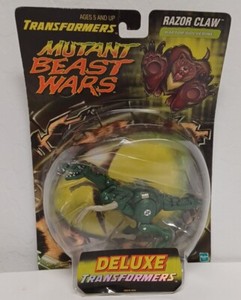 AGES 5 AND UP
TRANSFORMERS
RAZOR CLAW
MUTANT
BEAST
WARS
DELUXE
TRANSFORMERS